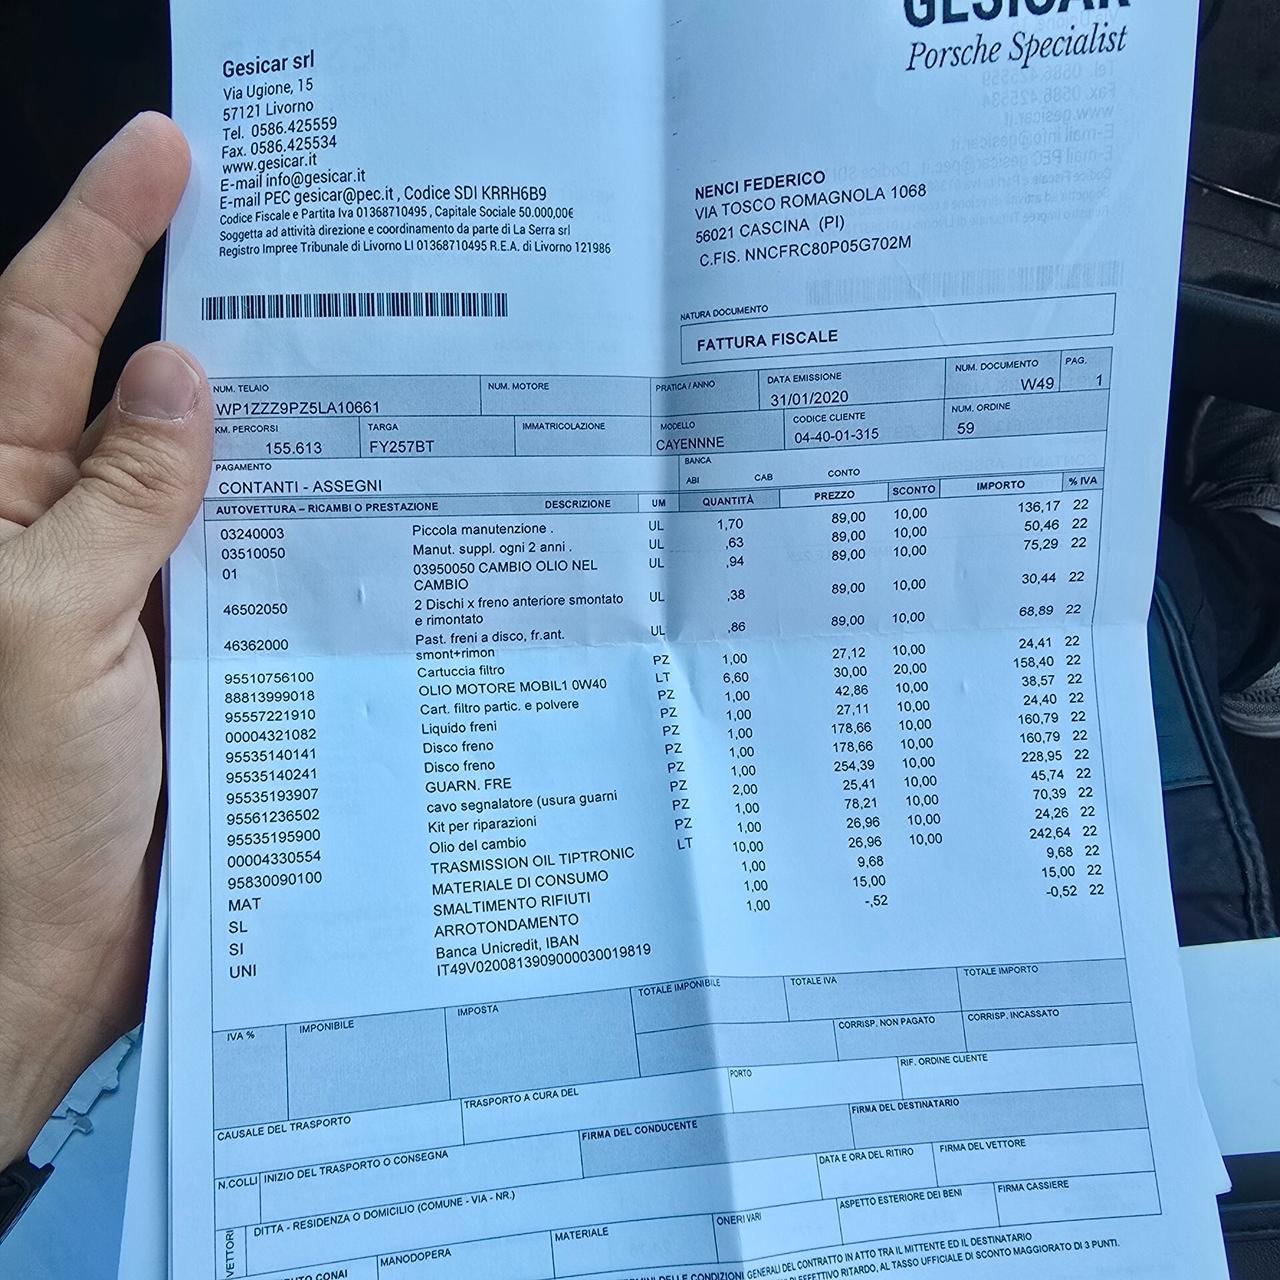 GESICAR
Porsche Specialist
Gesicar srl
Via Ugione, 15
57121 Livorno
Tel. 0586.425559
Fax. 0586.425534
www.gesicar.it
E-mail info@gesicar.it
E-mail PEC gesicar@pec.it , Codice SDI KRRH6B9
Codice Fiscale e Partita Iva 01368710495 , Capitale Sociale 50.000,00€
Soggetta ad attività direzione e coordinamento da parte di La Serra srl
Registro Impree Tribunale di Livorno LI 01368710495 R.E.A. di Livorno 121986
NENCI FEDERICO
VIA TOSCO ROMAGNOLA 1068
56021 CASCINA (PI)
C.FIS. NNCFRC80P05G702M
NATURA DOCUMENTO
FATTURA FISCALE
NUM. TELAIO NUM. MOTORE PRATICA / ANNO DATA EMISSIONE NUM. DOCUMENTO PAG.
WP1ZZZ9PZ5LA10661 31/01/2020 W49 1
KM. PERCORSI TARGA IMMATRICOLAZIONE MODELLO CODICE CLIENTE NUM. ORDINE
155.613 FY257BT CAYENNNE 04-40-01-315 59
PAGAMENTO BANCA
CONTANTI - ASSEGNI ABI CAB CONTO
AUTOVETTURA – RICAMBI O PRESTAZIONE DESCRIZIONE UM QUANTITÀ PREZZO SCONTO IMPORTO % IVA
03240003 Piccola manutenzione . UL 1,70 89,00 10,00 136,17 22
03510050 Manut. suppl. ogni 2 anni . UL ,63 89,00 10,00 50,46 22
01 03950050 CAMBIO OLIO NEL UL ,94 89,00 10,00 75,29 22
CAMBIO
46502050 2 Dischi x freno anteriore smontato UL ,38 89,00 10,00 30,44 22
e rimontato
46362000 Past. freni a disco, fr.ant. UL ,86 89,00 10,00 68,89 22
smont+rimon
95510756100 Cartuccia filtro PZ 1,00 27,12 10,00 24,41 22
88813999018 OLIO MOTORE MOBIL1 0W40 LT 6,60 30,00 20,00 158,40 22
95557221910 Cart. filtro partic. e polvere PZ 1,00 42,86 10,00 38,57 22
00004321082 Liquido freni PZ 1,00 27,11 10,00 24,40 22
95535140141 Disco freno PZ 1,00 178,66 10,00 160,79 22
95535140241 Disco freno PZ 1,00 178,66 10,00 160,79 22
95535193907 GUARN. FRE PZ 1,00 254,39 10,00 228,95 22
95561236502 cavo segnalatore (usura guarni PZ 2,00 25,41 10,00 45,74 22
95535195900 Kit per riparazioni PZ 1,00 78,21 10,00 70,39 22
00004330554 Olio del cambio PZ 1,00 26,96 10,00 24,26 22
95830090100 TRASMISSION OIL TIPTRONIC LT 10,00 26,96 10,00 242,64 22
MAT MATERIALE DI CONSUMO 1,00 9,68 9,68 22
SL SMALTIMENTO RIFIUTI 1,00 15,00 15,00 22
SI ARROTONDAMENTO 1,00 -,52 -0,52 22
UNI Banca Unicredit, IBAN
IT49V0200813909000030019819
IVA % IMPONIBILE IMPOSTA TOTALE IMPONIBILE TOTALE IVA TOTALE IMPORTO
CORRISP. NON PAGATO CORRISP. INCASSATO
CAUSALE DEL TRASPORTO TRASPORTO A CURA DEL PORTO RIF. ORDINE CLIENTE
N.COLLI INIZIO DEL TRASPORTO O CONSEGNA FIRMA DEL CONDUCENTE FIRMA DEL DESTINATARIO
VETTORI DITTA - RESIDENZA O DOMICILIO (COMUNE - VIA - NR.) DATA E ORA DEL RITIRO FIRMA DEL VETTORE
CONAI MANODOPERA MATERIALE ONERI VARI ASPETTO ESTERIORE DEI BENI FIRMA CASSIERE
DELLE CONDIZIONI GENERALI DEL CONTRATTO IN ATTO TRA IL MITTENTE ED IL DESTINATARIO
RITARDO, AL TASSO UFFICIALE DI SCONTO MAGGIORATO DI 3 PUNTI.